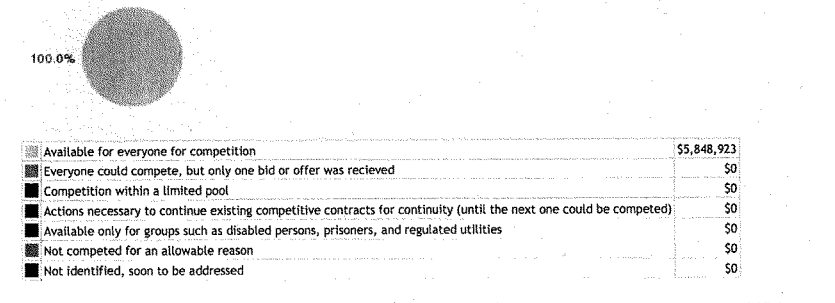 100.0%
Available for everyone for competition $5,848,923
Everyone could compete, but only one bid or offer was recieved $0
Competition within a limited pool $0
Actions necessary to continue existing competitive contracts for continuity (until the next one could be competed) $0
Available only for groups such as disabled persons, prisoners, and regulated utilities $0
Not competed for an allowable reason $0
Not identified, soon to be addressed $0